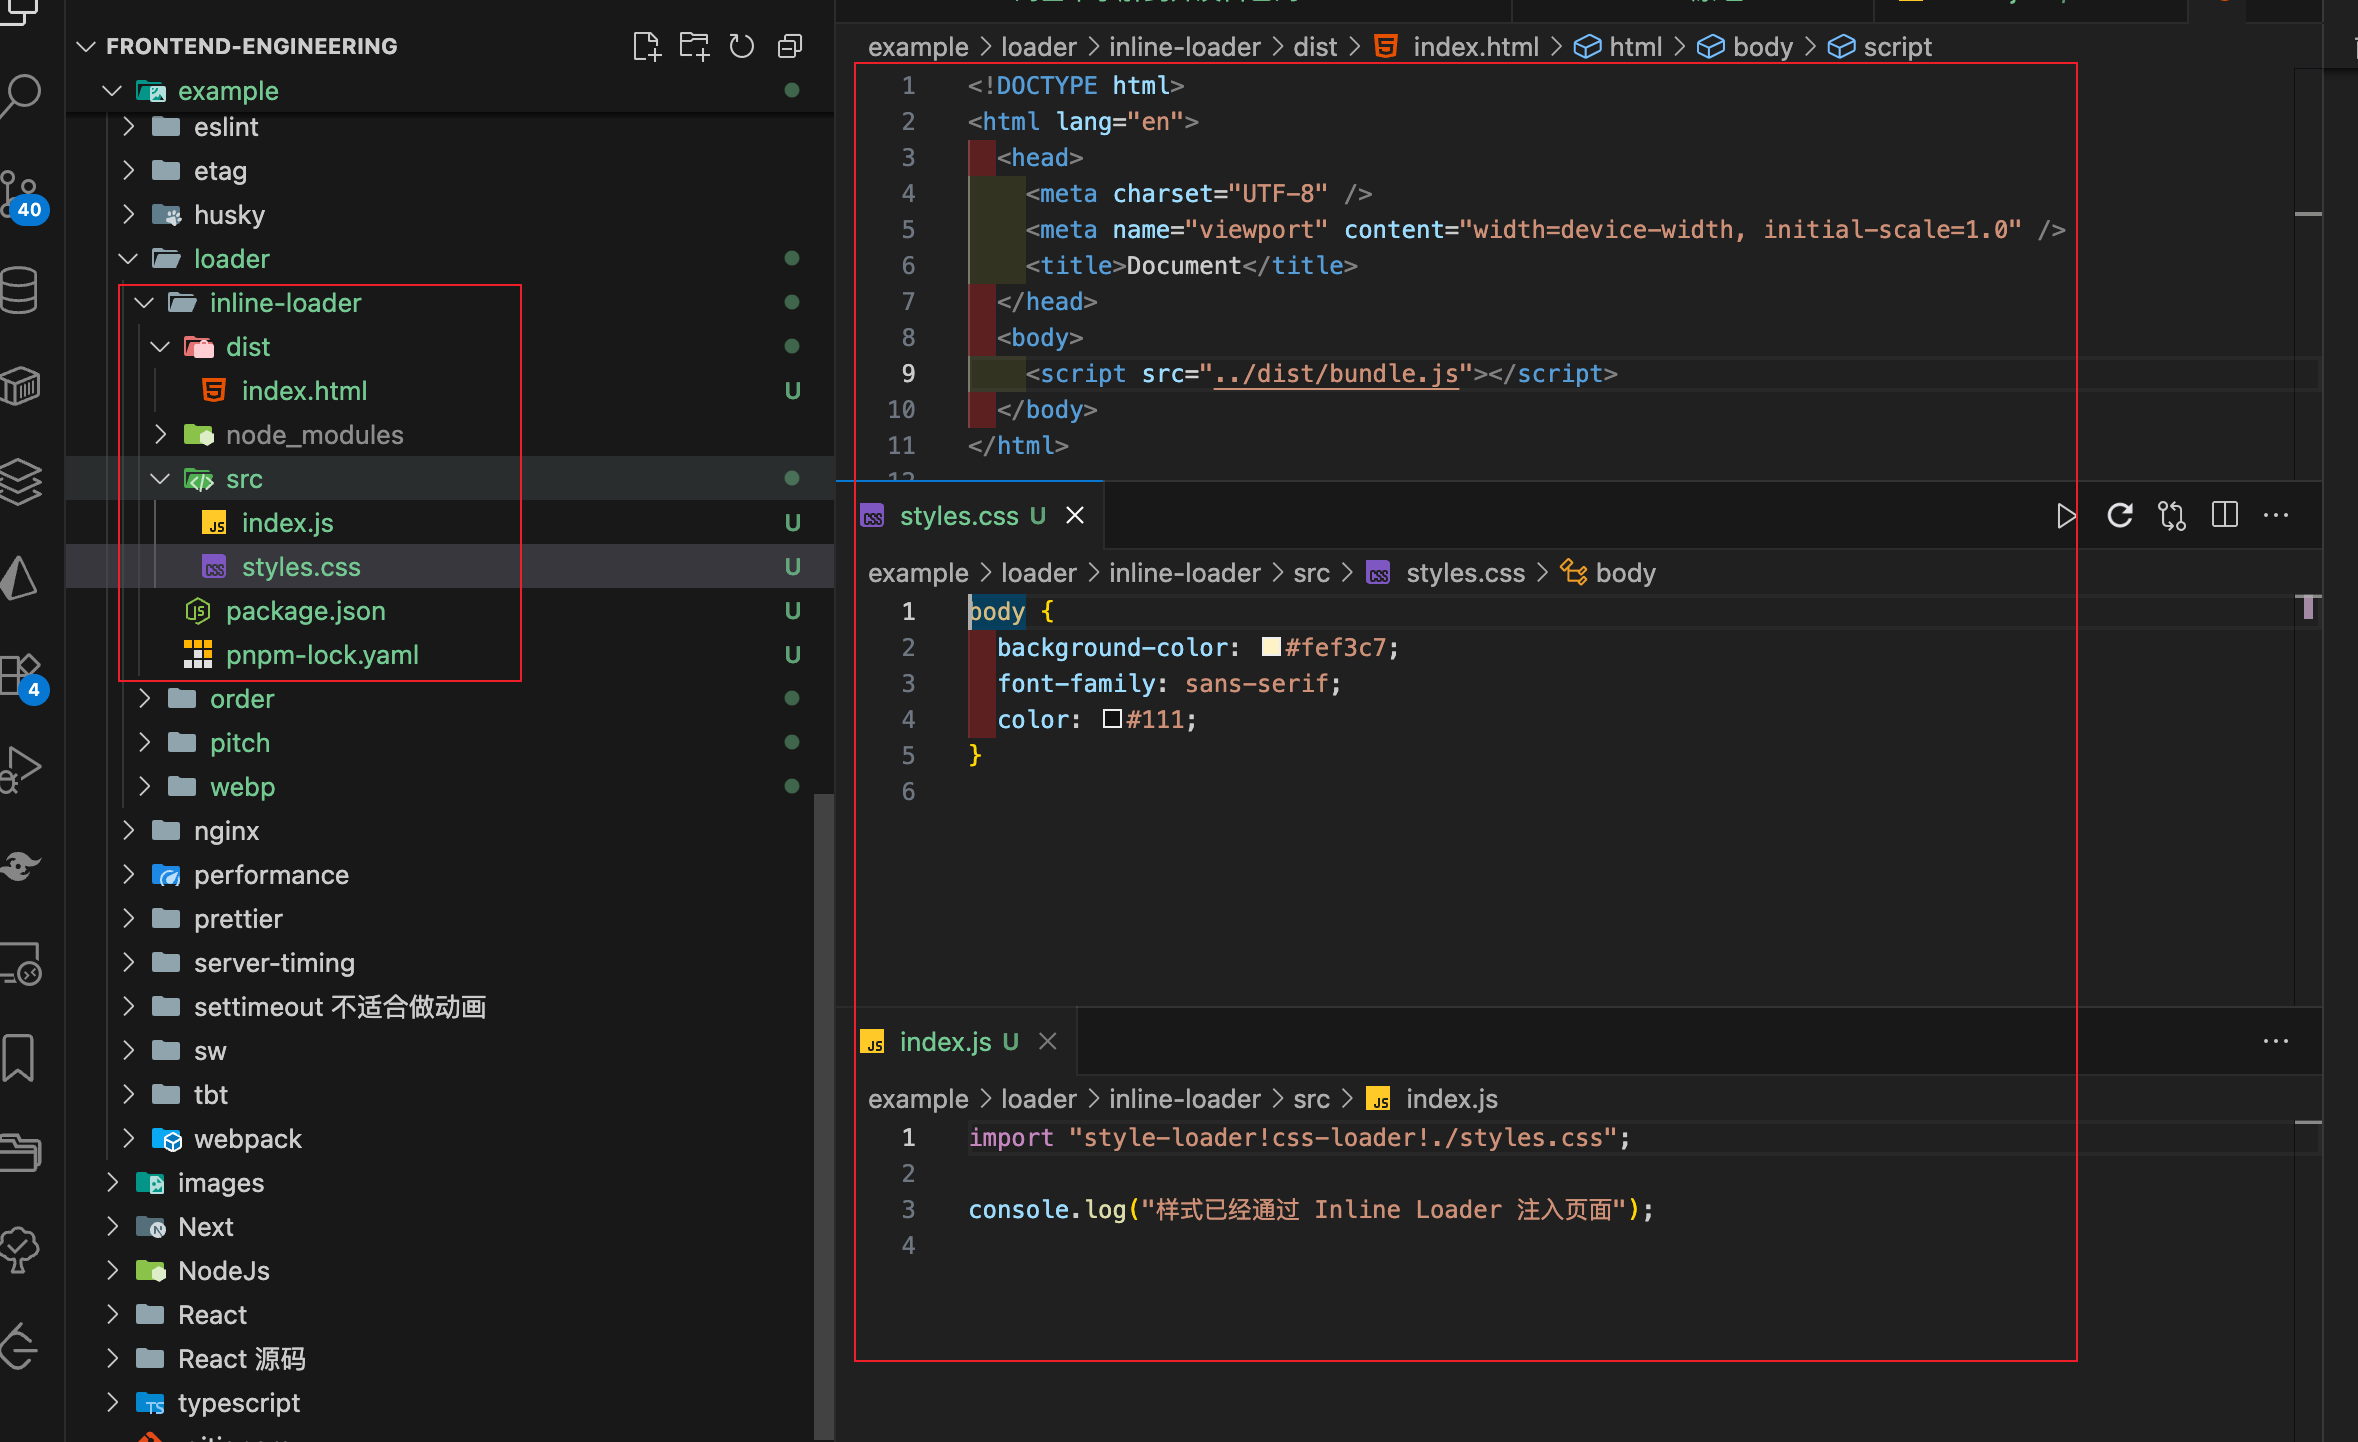 FRONTEND-ENGINEERING
example
eslint
etag
husky
loader
inline-loader
dist
index.html U
node_modules
src
index.js U
styles.css U
package.json U
pnpm-lock.yaml U
order
pitch
webp
nginx
performance
prettier
server-timing
settimeout 不适合做动画
sw
tbt
webpack
images
Next
NodeJs
React
React 源码
typescript
40
4
example > loader > inline-loader > dist > index.html > html > body > script
1 <!DOCTYPE html>
2 <html lang="en">
3 <head>
4 <meta charset="UTF-8" />
5 <meta name="viewport" content="width=device-width, initial-scale=1.0" />
6 <title>Document</title>
7 </head>
8 <body>
9 <script src="../dist/bundle.js"></script>
10 </body>
11 </html>
12
styles.css U
example > loader > inline-loader > src > styles.css > body
1 body {
2 background-color: #fef3c7;
3 font-family: sans-serif;
4 color: #111;
5 }
6
index.js U
example > loader > inline-loader > src > index.js
1 import "style-loader!css-loader!./styles.css";
2
3 console.log("样式已经通过 Inline Loader 注入页面");
4